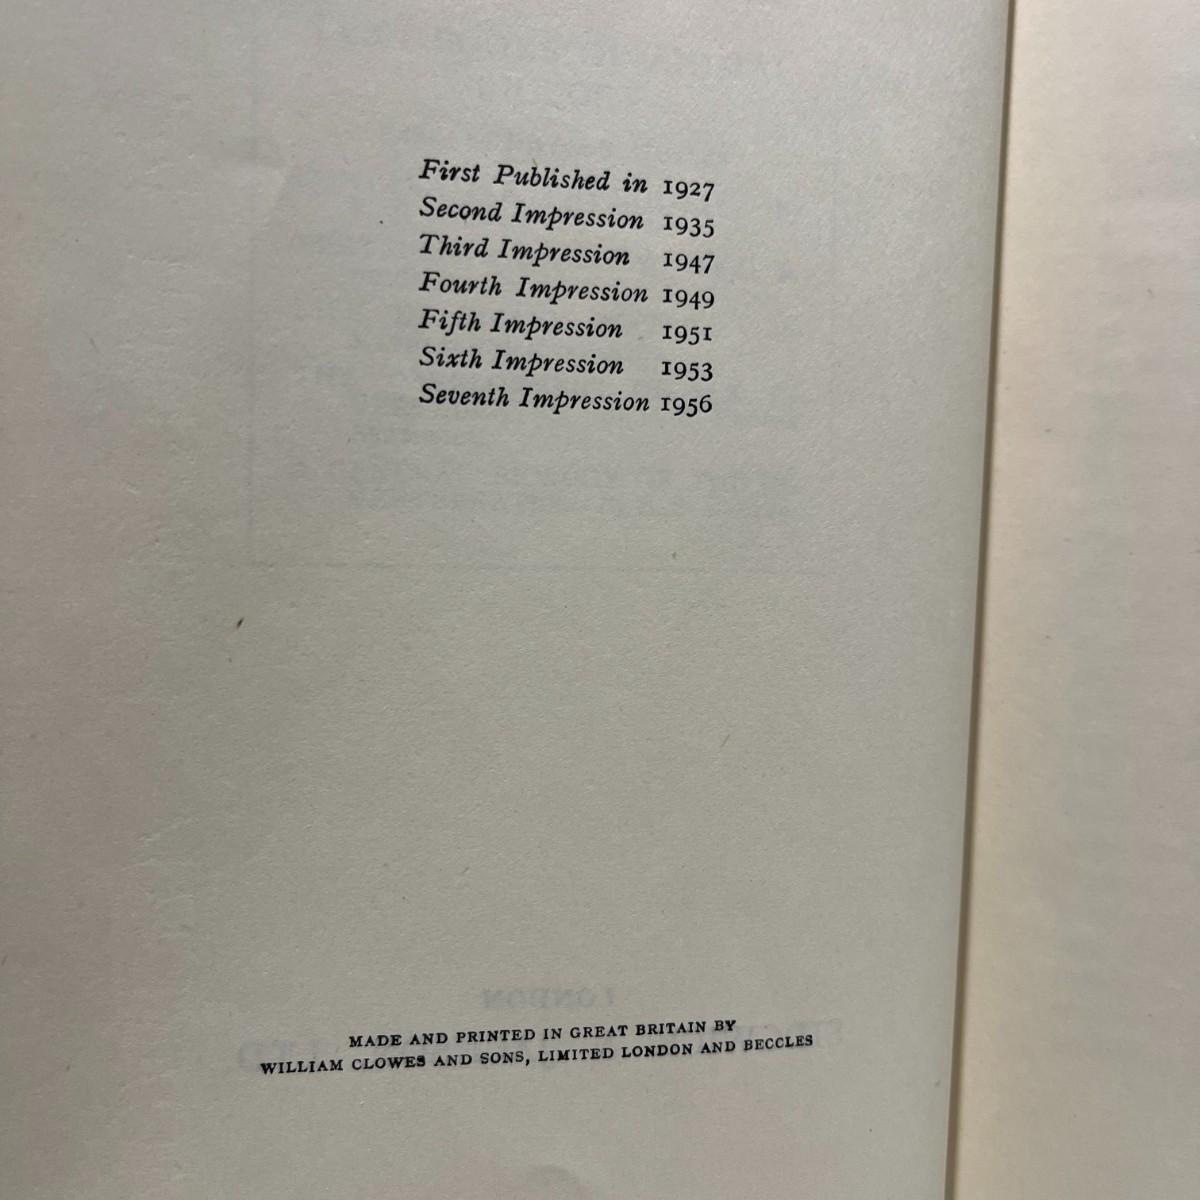 First Published in 1927
Second Impression 1935
Third Impression 1947
Fourth Impression 1949
Fifth Impression 1951
Sixth Impression 1953
Seventh Impression 1956
LONDON
MADE AND PRINTED IN GREAT BRITAIN BY
WILLIAM CLOWES AND SONS, LIMITED LONDON AND BECCLES